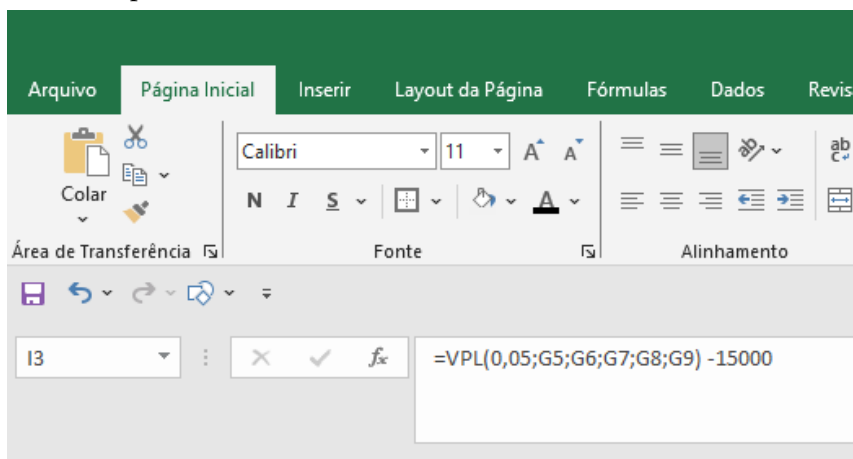 Arquivo Página Inicial Inserir Layout da Página Fórmulas Dados Revis
Calibri 11 A A ab
Colar N I S A
Área de Transferência Fonte Alinhamento
I3 fx =VPL(0,05;G5;G6;G7;G8;G9) -15000